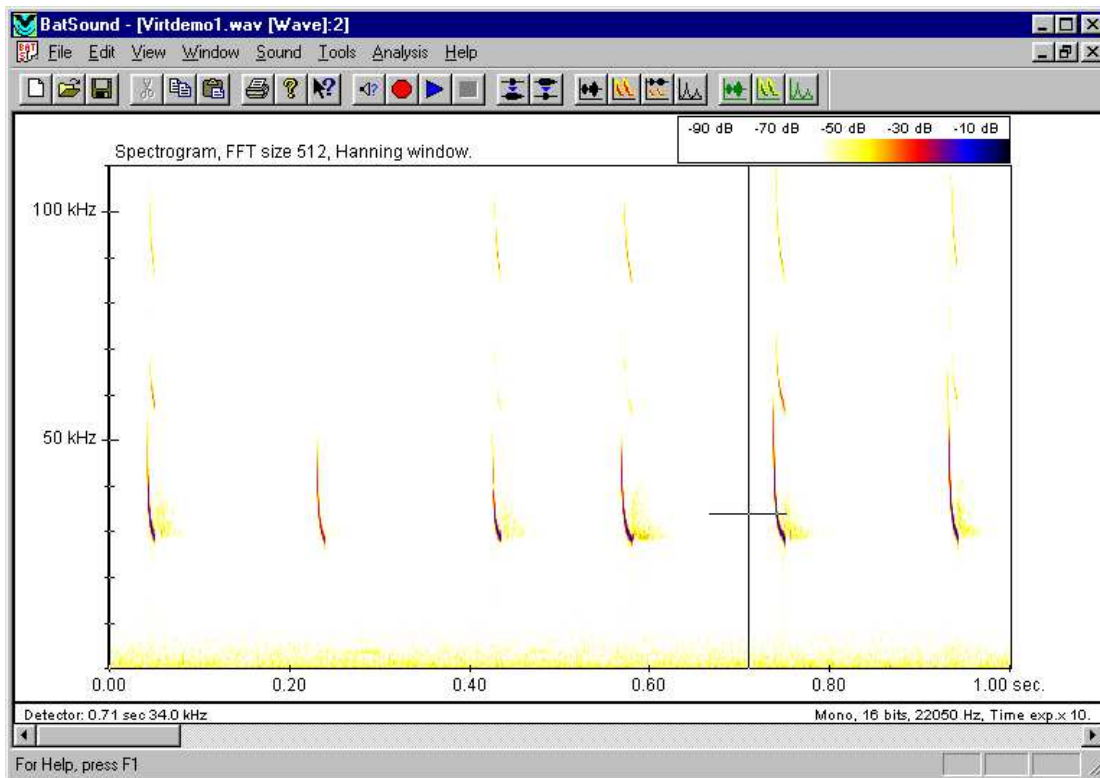 BatSound - [Virtdemo1.wav [Wave]:2]
File Edit View Window Sound Tools Analysis Help
-90 dB -70 dB -50 dB -30 dB -10 dB
Spectrogram, FFT size 512, Hanning window.
100 kHz
50 kHz
0.00 0.20 0.40 0.60 0.80 1.00 sec.
Detector: 0.71 sec 34.0 kHz Mono, 16 bits, 22050 Hz, Time exp.x 10.
For Help, press F1